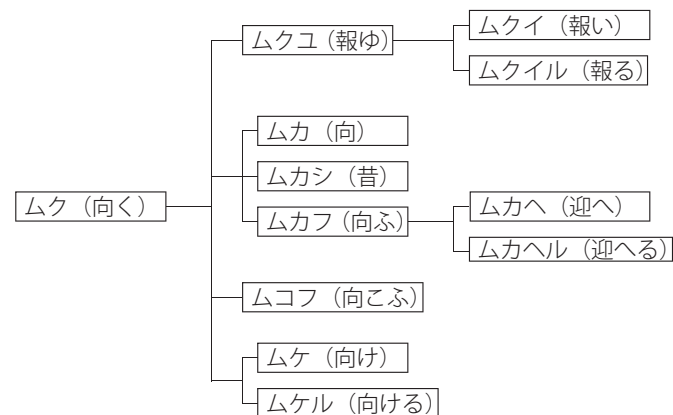 ムクユ（報ゆ）
ムクイ（報い）
ムクイル（報る）
ムカ（向）
ムカシ（昔）
ムク（向く）
ムカフ（向ふ）
ムカヘ（迎へ）
ムカヘル（迎へる）
ムコフ（向こふ）
ムケ（向け）
ムケル（向ける）